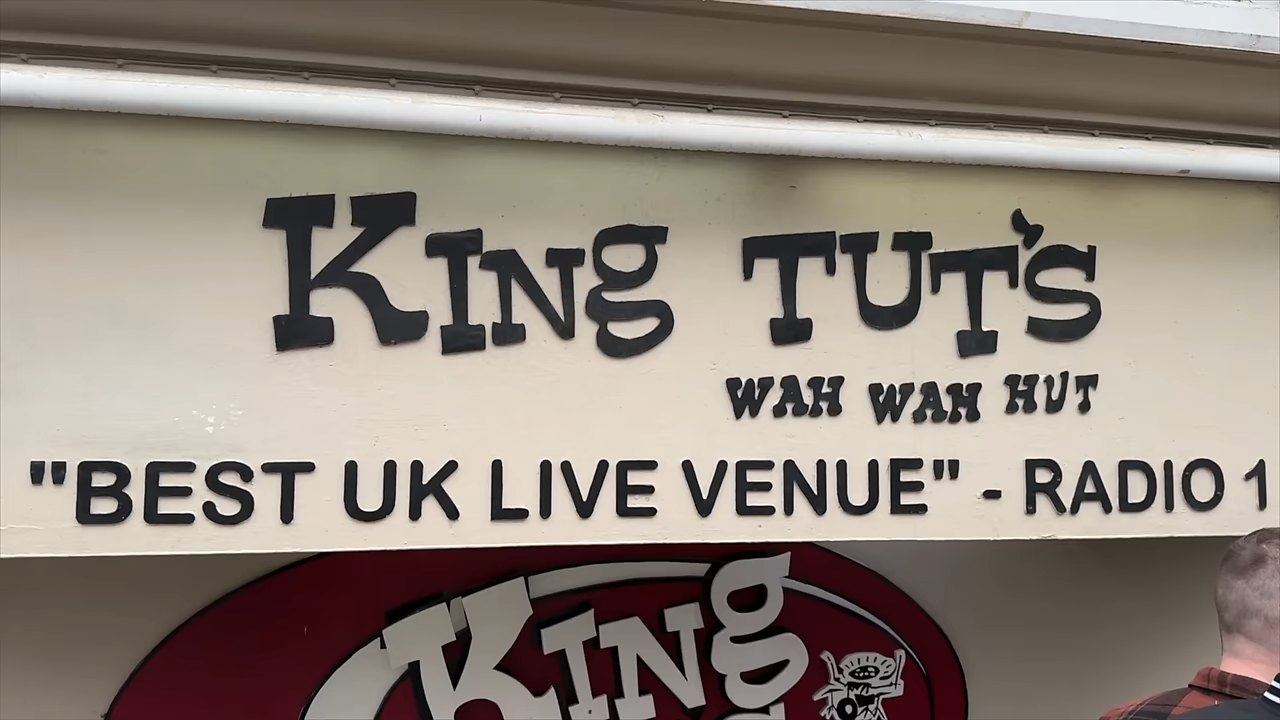 KING TUT'S
WAH WAH HUT
"BEST UK LIVE VENUE" - RADIO 1
KING